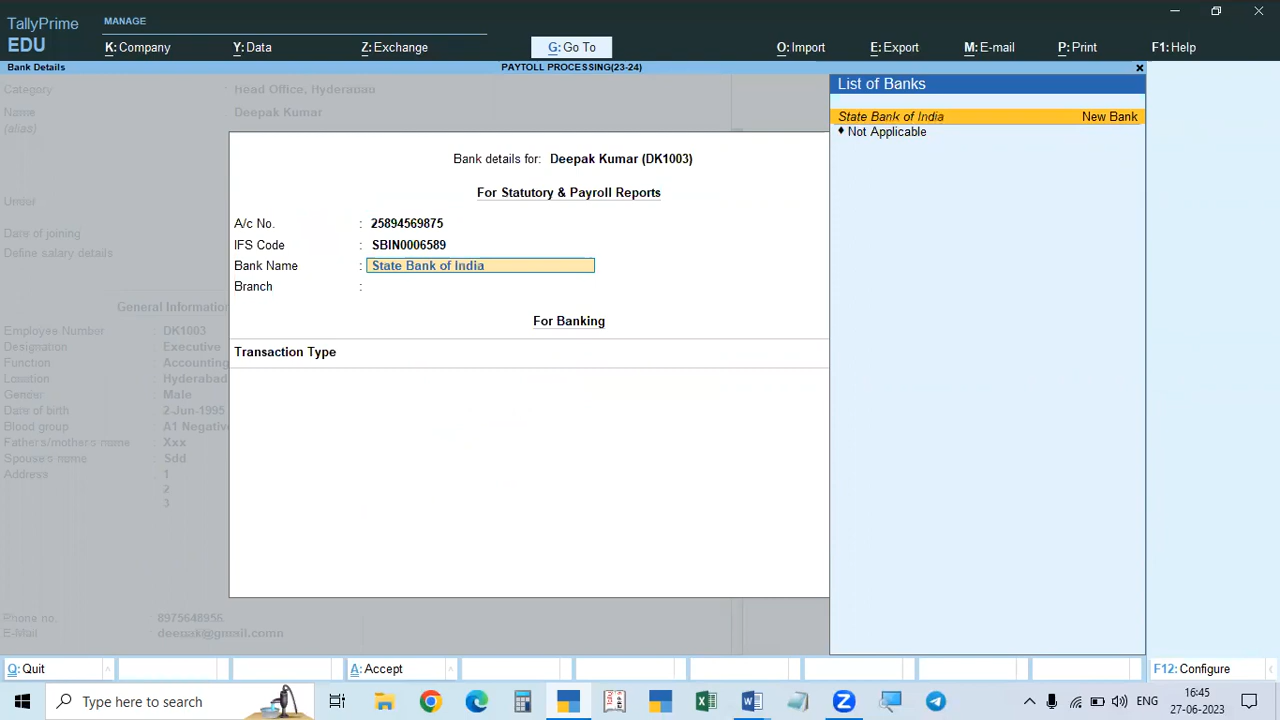 TallyPrime
EDU
MANAGE
K: Company
Y: Data
Z: Exchange
G: Go To
O: Import
E: Export
M: E-mail
P: Print
F1: Help
Bank Details
PAYTOLL PROCESSING(23-24)
Category
Head Office, Hyderabad
Name
Deepak Kumar
(alias)
Under
Date of joining
Define salary details
General Information
Employee Number : DK1003
Designation : Executive
Function : Accounting
Location : Hyderabad
Gender : Male
Date of birth : 2-Jun-1995
Blood group : A1 Negative
Father's/mother's name : Xxx
Spouse's name : Sdd
Address : 1
2
3
Phone no. : 8975646955
E-Mail : deepak@gmail.comn
Bank details for: Deepak Kumar (DK1003)
For Statutory & Payroll Reports
A/c No. : 25894569875
IFS Code : SBIN0006589
Bank Name : State Bank of India
Branch :
For Banking
Transaction Type
List of Banks
State Bank of India New Bank
♦ Not Applicable
Q: Quit
A: Accept
F12: Configure
Type here to search
ENG
16:45
27-06-2023